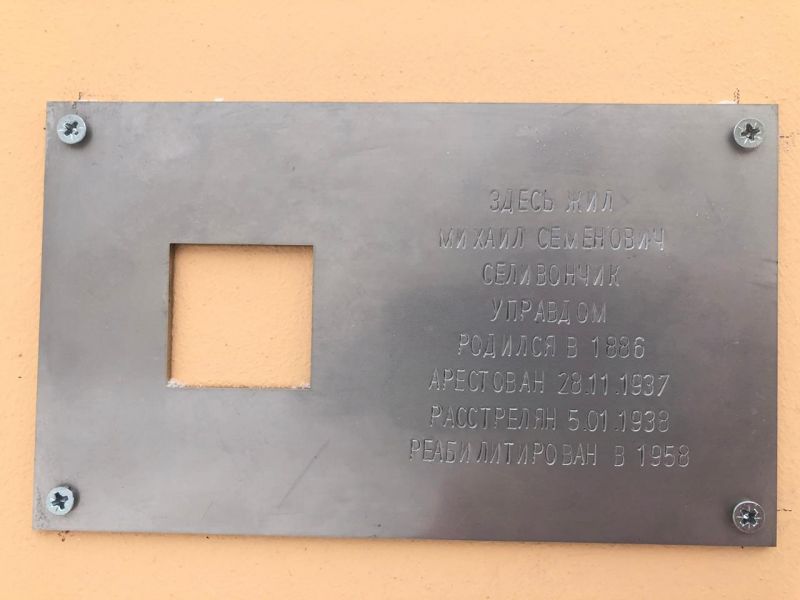 ЗДЕСЬ ЖИЛ
МИХАИЛ СЕМЕНОВИЧ
СЕЛИВОНЧИК
УПРАВДОМ
РОДИЛСЯ В 1886
АРЕСТОВАН 28.11.1937
РАССТРЕЛЯН 5.01.1938
РЕАБИЛИТИРОВАН В 1958